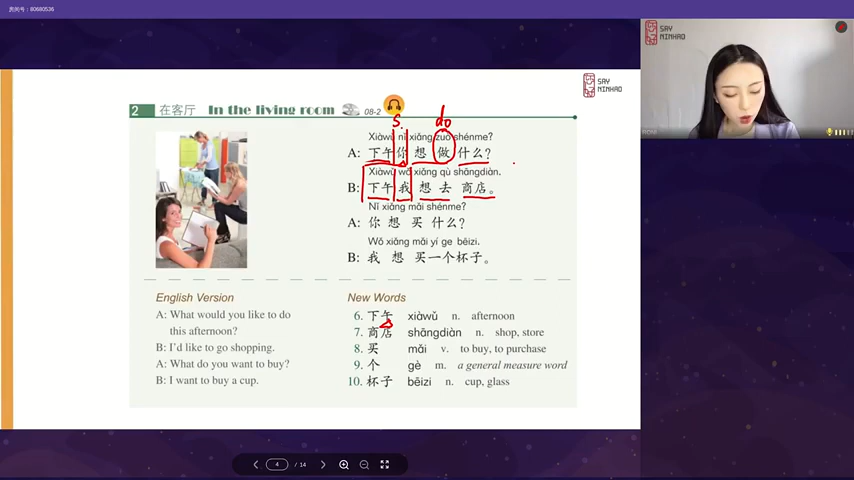 房间号：80680536
SAY
NINHAO
SAY
NINHAO
2 在客厅 In the living room 08-2
s do
Xiàwǔ nǐ xiǎng zuò shénme?
A: 下午你 想 做 什么?
Xiàwǔ wǒ xiǎng qù shāngdiàn.
B: 下午 我 想 去 商店。
Nǐ xiǎng mǎi shénme?
A: 你 想 买 什么?
Wǒ xiǎng mǎi yí ge bēizi.
B: 我 想 买一个杯子。
English Version
A: What would you like to do
this afternoon?
B: I'd like to go shopping.
A: What do you want to buy?
B: I want to buy a cup.
New Words
6. 下午 xiàwǔ n. afternoon
7. 商店 shāngdiàn n. shop, store
8. 买 mǎi v. to buy, to purchase
9. 个 gè m. a general measure word
10. 杯子 bēizi n. cup, glass
4 / 14